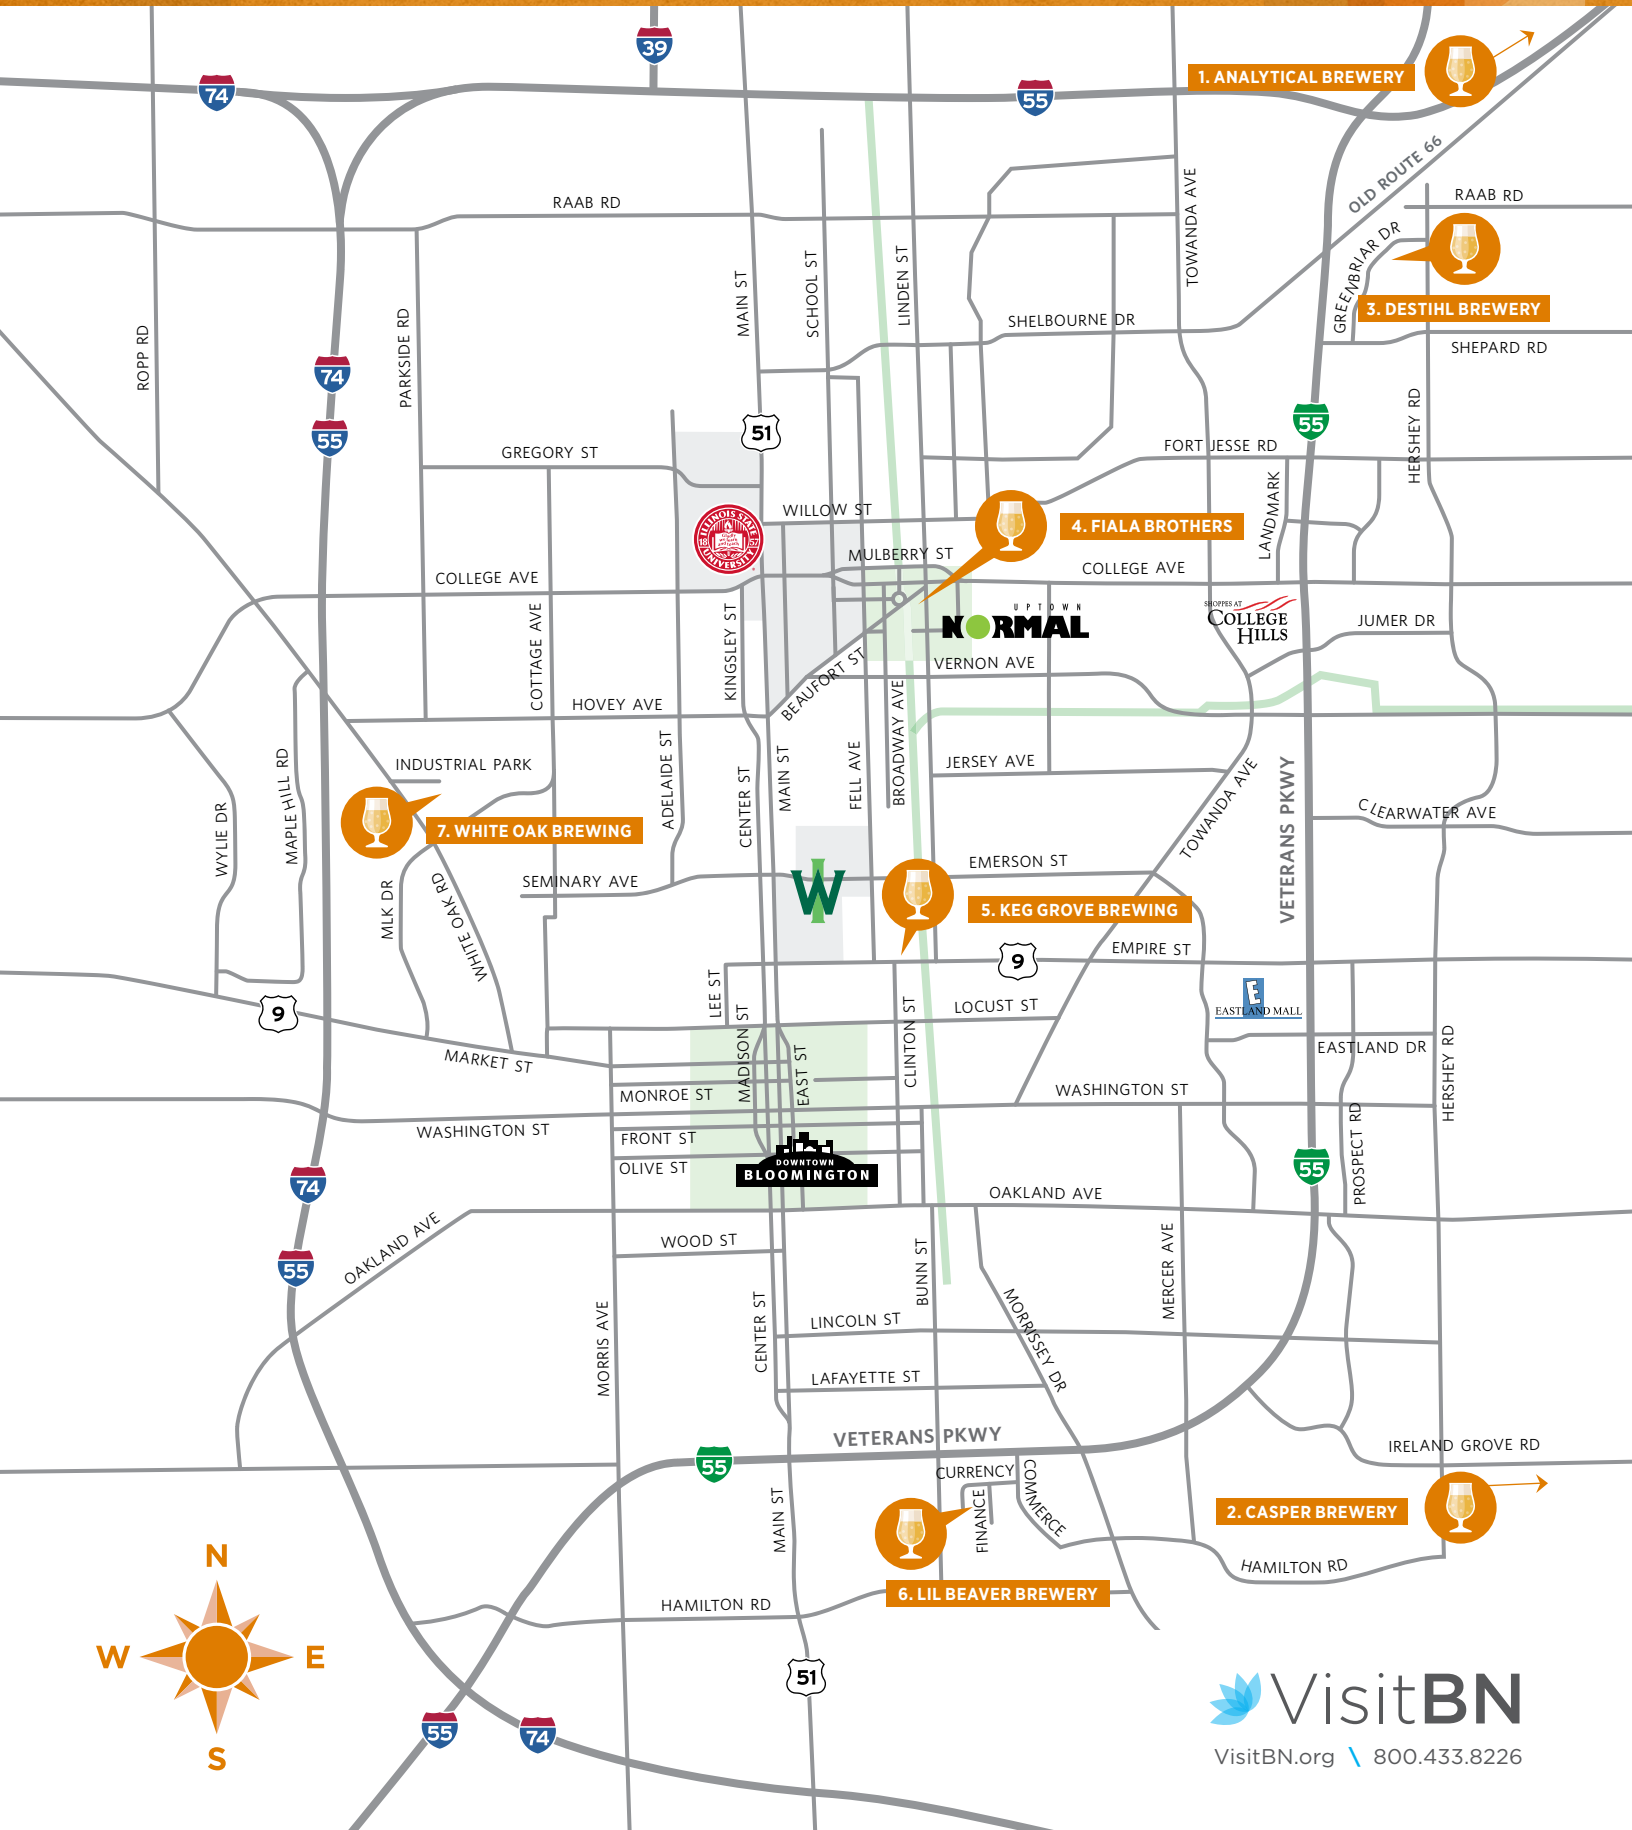 39
74
55
1. ANALYTICAL BREWERY
OLD ROUTE 66
RAAB RD
RAAB RD
TOWANDA AVE
GREENBRIAR DR
3. DESTIHL BREWERY
MAIN ST
SCHOOL ST
LINDEN ST
SHELBOURNE DR
SHEPARD RD
ROPP RD
PARKSIDE RD
74
55
51
55
HERSHEY RD
GREGORY ST
FORT JESSE RD
LANDMARK
WILLOW ST
4. FIALA BROTHERS
ILLINOIS STATE
UNIVERSITY
18 57
MULBERRY ST
COLLEGE AVE
COLLEGE AVE
UPTOWN
NORMAL
SHOPPES AT
COLLEGE
HILLS
JUMER DR
COTTAGE AVE
KINGSLEY ST
BEAUFORT ST
VERNON AVE
BROADWAY AVE
HOVEY AVE
INDUSTRIAL PARK
ADELAIDE ST
CENTER ST
MAIN ST
FELL AVE
JERSEY AVE
TOWANDA AVE
VETERANS PKWY
CLEARWATER AVE
WYLIE DR
MAPLE HILL RD
7. WHITE OAK BREWING
MLK DR
WHITE OAK RD
SEMINARY AVE
W
EMERSON ST
5. KEG GROVE BREWING
EMPIRE ST
9
9
LEE ST
LOCUST ST
E
EASTLAND MALL
EASTLAND DR
MARKET ST
MADISON ST
EAST ST
CLINTON ST
HERSHEY RD
MONROE ST
WASHINGTON ST
WASHINGTON ST
FRONT ST
OLIVE ST
DOWNTOWN
BLOOMINGTON
PROSPECT RD
55
74
OAKLAND AVE
OAKLAND AVE
WOOD ST
55
BUNN ST
MERCER AVE
MORRIS AVE
CENTER ST
LINCOLN ST
MORRISSEY DR
LAFAYETTE ST
VETERANS PKWY
55
IRELAND GROVE RD
CURRENCY
COMMERCE
FINANCE
MAIN ST
2. CASPER BREWERY
HAMILTON RD
6. LIL BEAVER BREWERY
HAMILTON RD
N
W E
S
51
55
74
VisitBN
VisitBN.org \ 800.433.8226